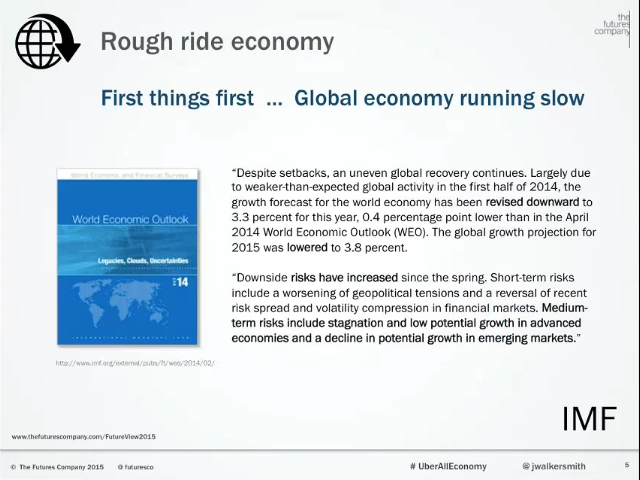 Rough ride economy
the
futures
company
First things first ... Global economy running slow
World Economic and Financial Surveys
World Economic Outlook
Legacies, Clouds, Uncertainties
14
INTERNATIONAL MONETARY FUND
http://www.imf.org/external/pubs/ft/weo/2014/02/
“Despite setbacks, an uneven global recovery continues. Largely due
to weaker-than-expected global activity in the first half of 2014, the
growth forecast for the world economy has been revised downward to
3.3 percent for this year, 0.4 percentage point lower than in the April
2014 World Economic Outlook (WEO). The global growth projection for
2015 was lowered to 3.8 percent.
“Downside risks have increased since the spring. Short-term risks
include a worsening of geopolitical tensions and a reversal of recent
risk spread and volatility compression in financial markets. Medium-
term risks include stagnation and low potential growth in advanced
economies and a decline in potential growth in emerging markets.”
IMF
www.thefuturescompany.com/FutureView2015
© The Futures Company 2015 @futuresco # UberAllEconomy @jwalkersmith 5